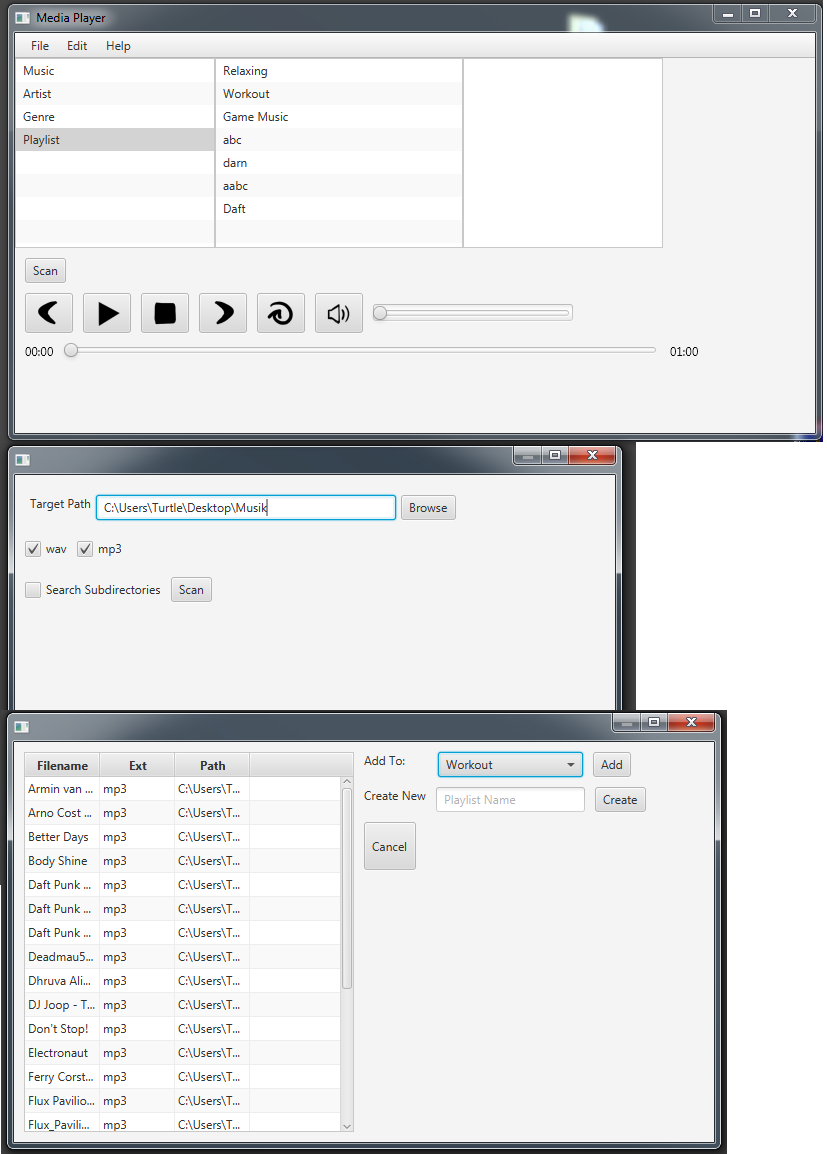 Media Player
File Edit Help
Music Relaxing
Artist Workout
Genre Game Music
Playlist abc
darn
aabc
Daft
Scan
00:00 01:00
Target Path C:\Users\Turtle\Desktop\Musik Browse
wav mp3
Search Subdirectories Scan
Filename Ext Path
Add To: Workout Add
Create New Playlist Name Create
Cancel
Armin van ... mp3 C:\Users\T...
Arno Cost ... mp3 C:\Users\T...
Better Days mp3 C:\Users\T...
Body Shine mp3 C:\Users\T...
Daft Punk ... mp3 C:\Users\T...
Daft Punk ... mp3 C:\Users\T...
Daft Punk ... mp3 C:\Users\T...
Deadmau5... mp3 C:\Users\T...
Dhruva Ali... mp3 C:\Users\T...
DJ Joop - T... mp3 C:\Users\T...
Don't Stop! mp3 C:\Users\T...
Electronaut mp3 C:\Users\T...
Ferry Corst... mp3 C:\Users\T...
Flux Pavilio... mp3 C:\Users\T...
Flux_Pavili... mp3 C:\Users\T...